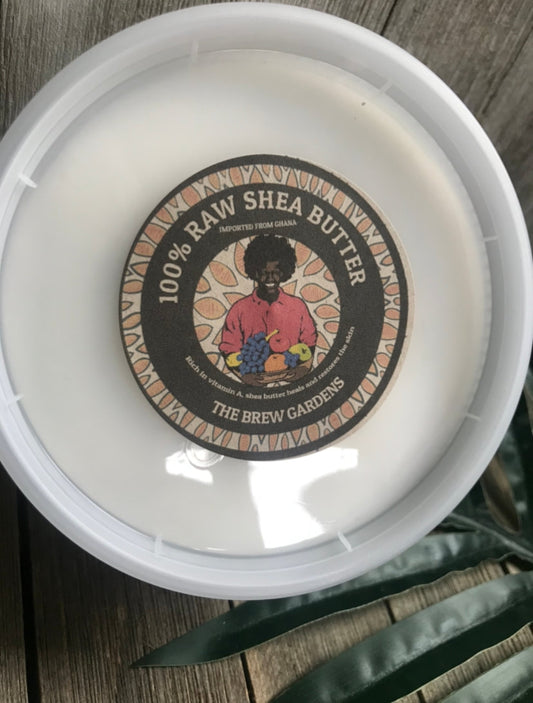 100% RAW SHEA BUTTER
IMPORTED FROM GHANA
Rich in vitamin A, shea butter heals and restores the skin
THE BREW GARDENS